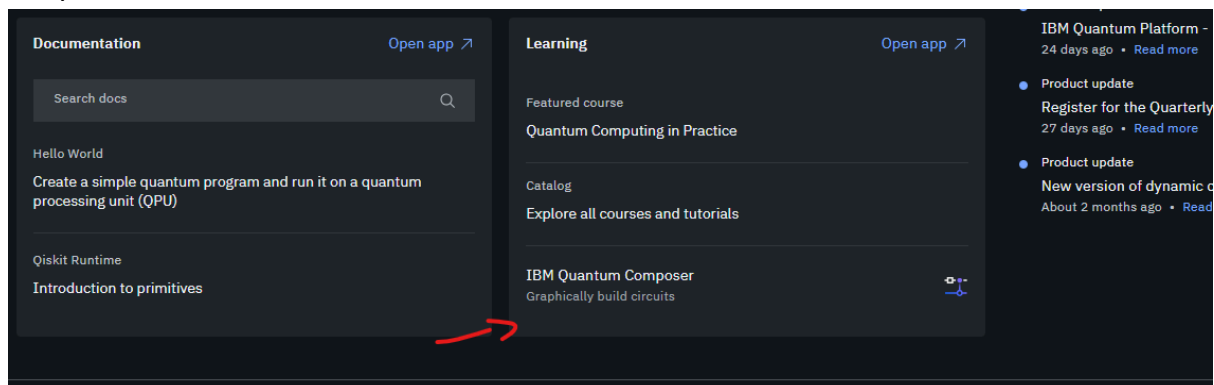 Documentation
Open app
Search docs
Hello World
Create a simple quantum program and run it on a quantum
processing unit (QPU)
Qiskit Runtime
Introduction to primitives
Learning
Open app
Featured course
Quantum Computing in Practice
Catalog
Explore all courses and tutorials
IBM Quantum Composer
Graphically build circuits
IBM Quantum Platform -
24 days ago • Read more
Product update
Register for the Quarterly
27 days ago • Read more
Product update
New version of dynamic
About 2 months ago • Read